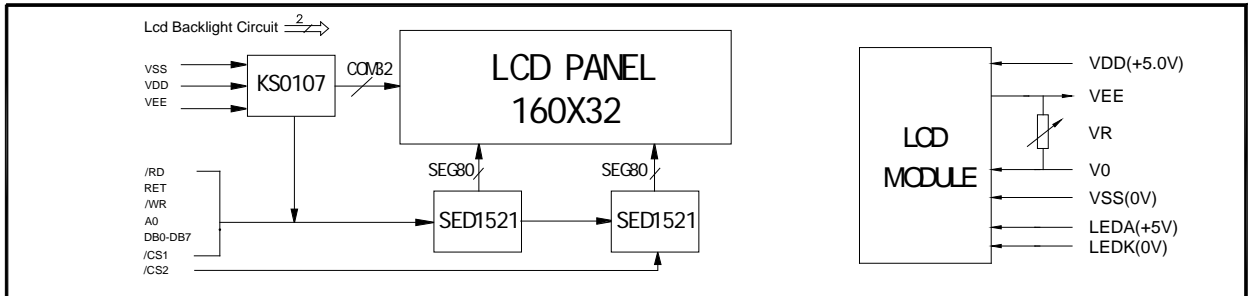 Lcd Backlight Circuit 2
VSS
VDD
VEE
KS0107
COM32
LCD PANEL
160X32
/RD
RET
/WR
A0
DB0-DB7
/CS1
/CS2
SEG80
SEG80
SED1521
SED1521
LCD
MODULE
VDD(+5.0V)
VEE
VR
V0
VSS(0V)
LEDA(+5V)
LEDK(0V)